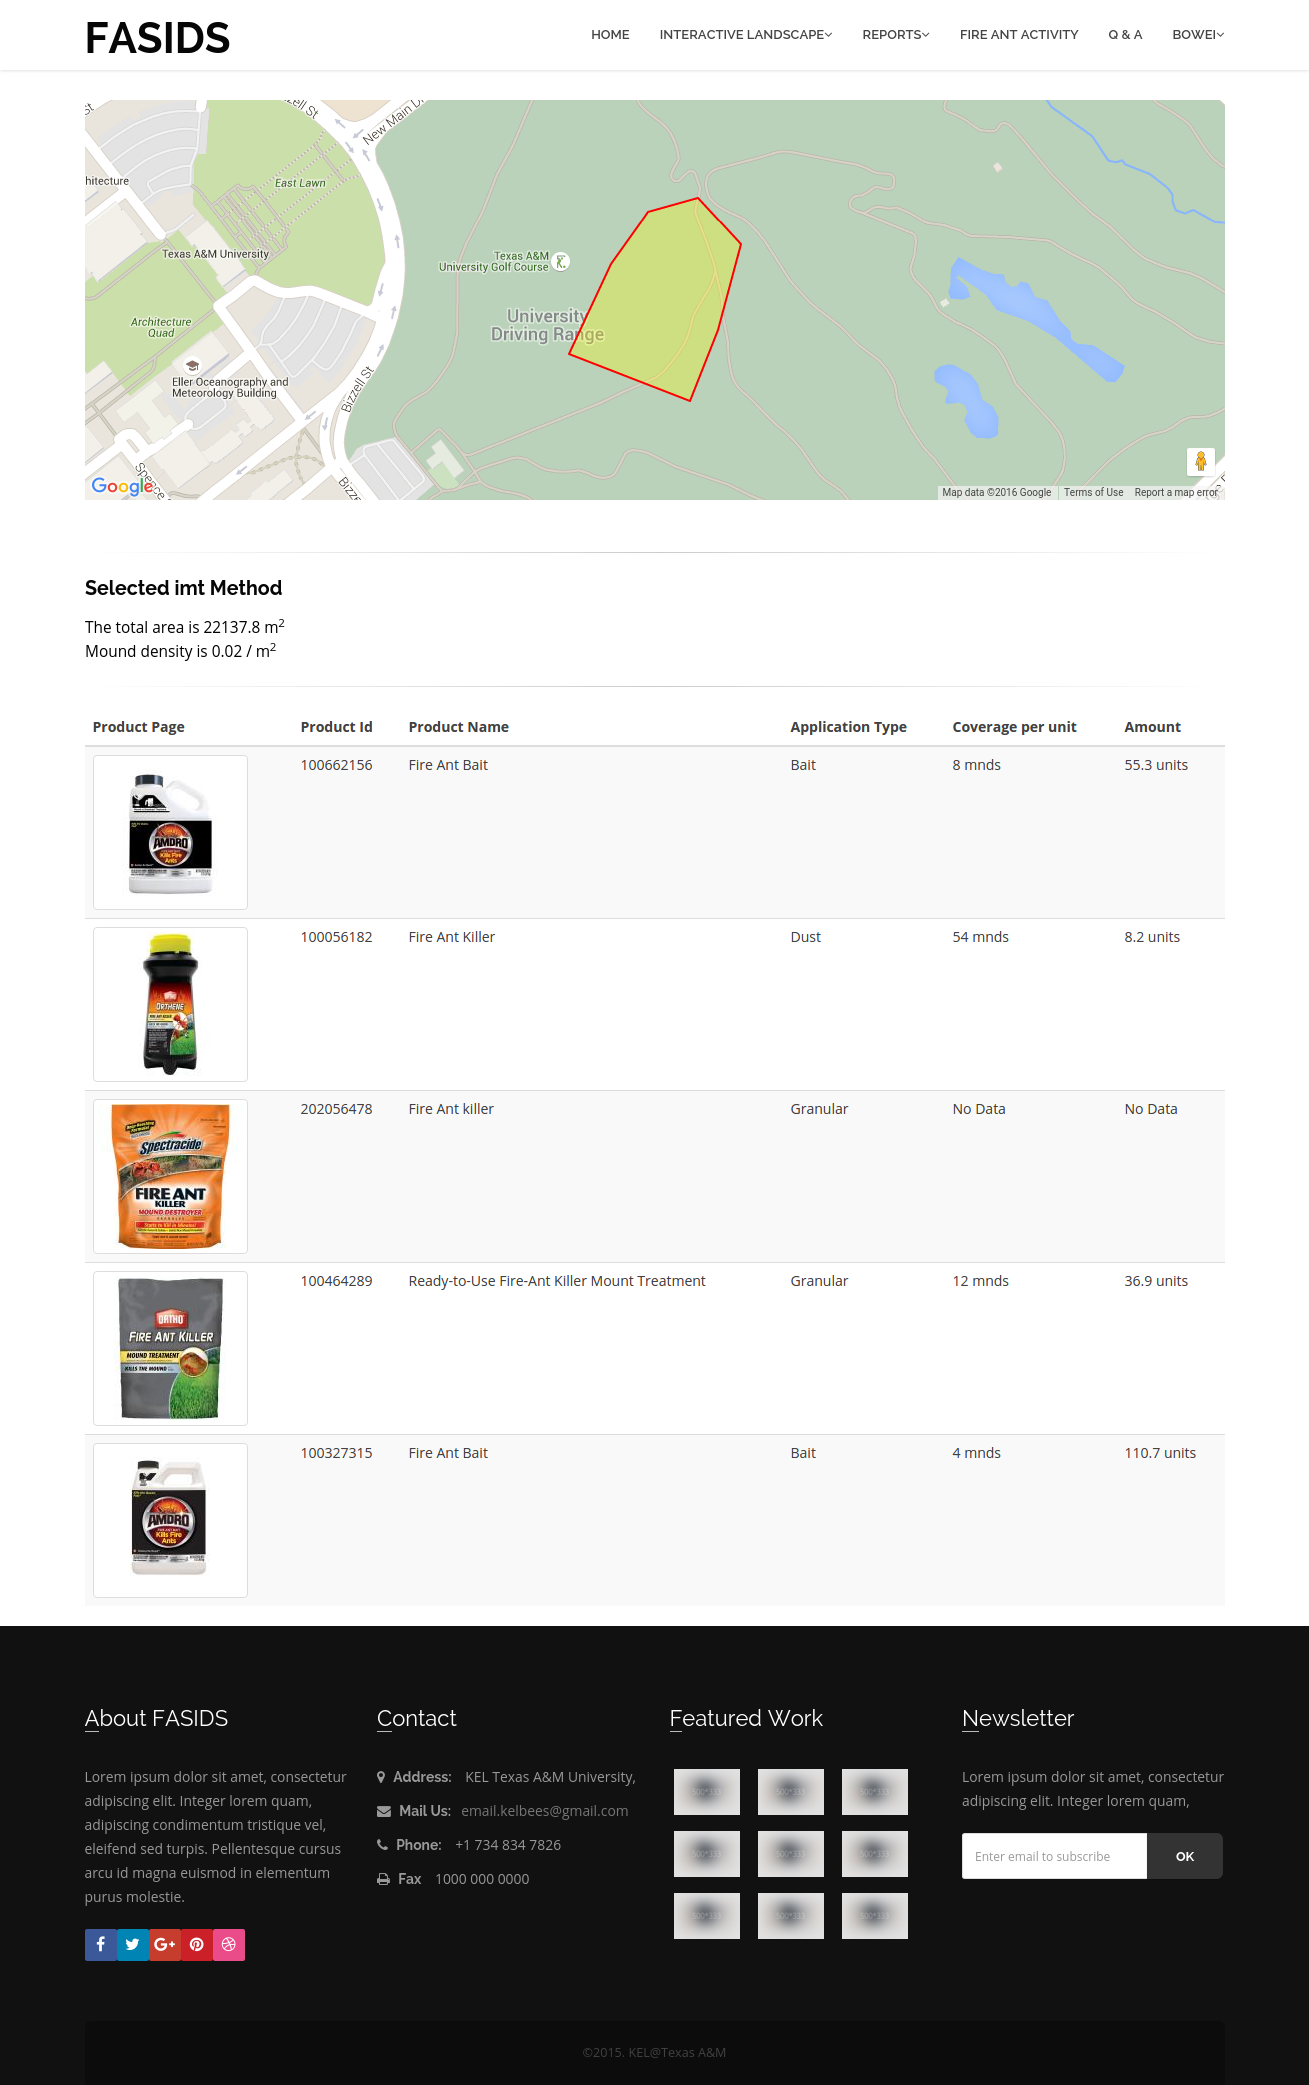 FASIDS
HOME INTERACTIVE LANDSCAPE REPORTS FIRE ANT ACTIVITY Q & A BOWEI
New Main Dr
East Lawn
Texas A&M University
Texas A&M
University Golf Course
University
Driving Range
Architecture
Quad
Eller Oceanography and
Meteorology Building
Bizzell St
Google
Map data ©2016 Google Terms of Use Report a map error
Selected imt Method
The total area is 22137.8 m2
Mound density is 0.02 / m2
Product Page Product Id Product Name Application Type Coverage per unit Amount
100662156 Fire Ant Bait Bait 8 mnds 55.3 units
AMDRO
Kills Fire
Ants
100056182 Fire Ant Killer Dust 54 mnds 8.2 units
ORTHENE
202056478 Fire Ant killer Granular No Data No Data
Spectracide
FIRE ANT
KILLER
MOUND DESTROYER
100464289 Ready-to-Use Fire-Ant Killer Mount Treatment Granular 12 mnds 36.9 units
ORTHO
FIRE ANT KILLER
MOUND TREATMENT
KILLS THE MOUND
100327315 Fire Ant Bait Bait 4 mnds 110.7 units
AMDRO
Kills Fire
Ants
About FASIDS
Lorem ipsum dolor sit amet, consectetur
adipiscing elit. Integer lorem quam,
adipiscing condimentum tristique vel,
eleifend sed turpis. Pellentesque cursus
arcu id magna euismod in elementum
purus molestie.
Contact
Address: KEL Texas A&M University,
Mail Us: email.kelbees@gmail.com
Phone: +1 734 834 7826
Fax 1000 000 0000
Featured Work
Newsletter
Lorem ipsum dolor sit amet, consectetur
adipiscing elit. Integer lorem quam,
Enter email to subscribe OK
©2015. KEL@Texas A&M